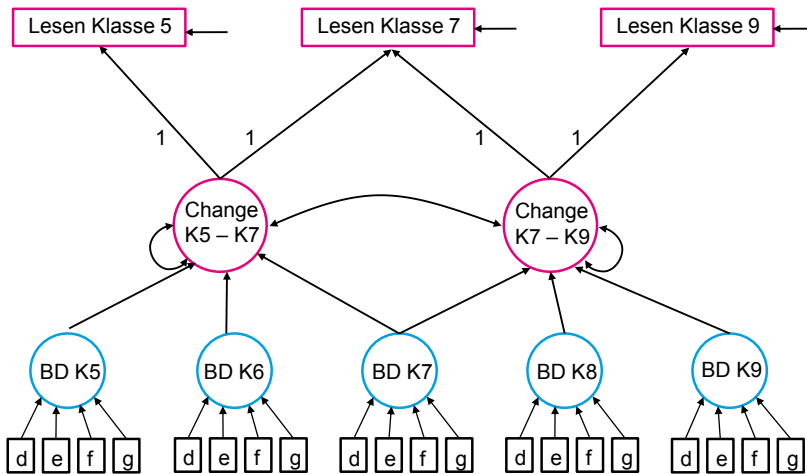 Lesen Klasse 5
Lesen Klasse 7
Lesen Klasse 9
1
1
1
1
Change
K5 – K7
Change
K7 – K9
BD K5
BD K6
BD K7
BD K8
BD K9
d e f g
d e f g
d e f g
d e f g
d e f g